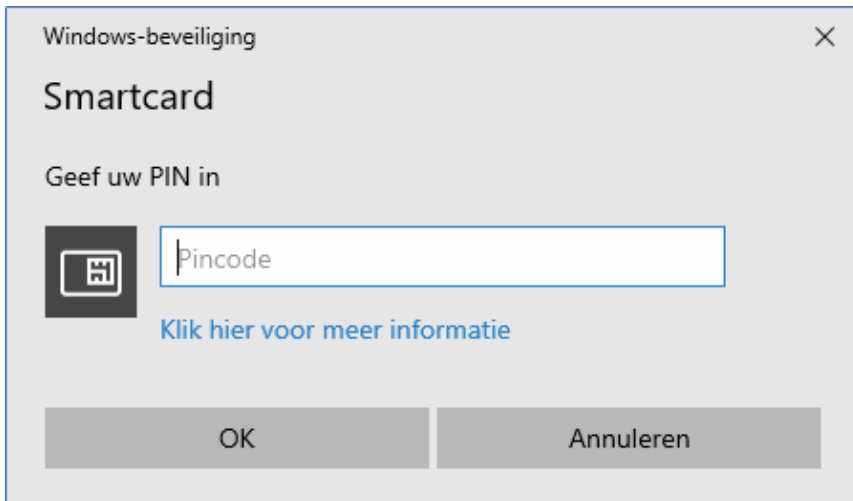 Windows-beveiliging
Smartcard
Geef uw PIN in
Pincode
Klik hier voor meer informatie
OK
Annuleren